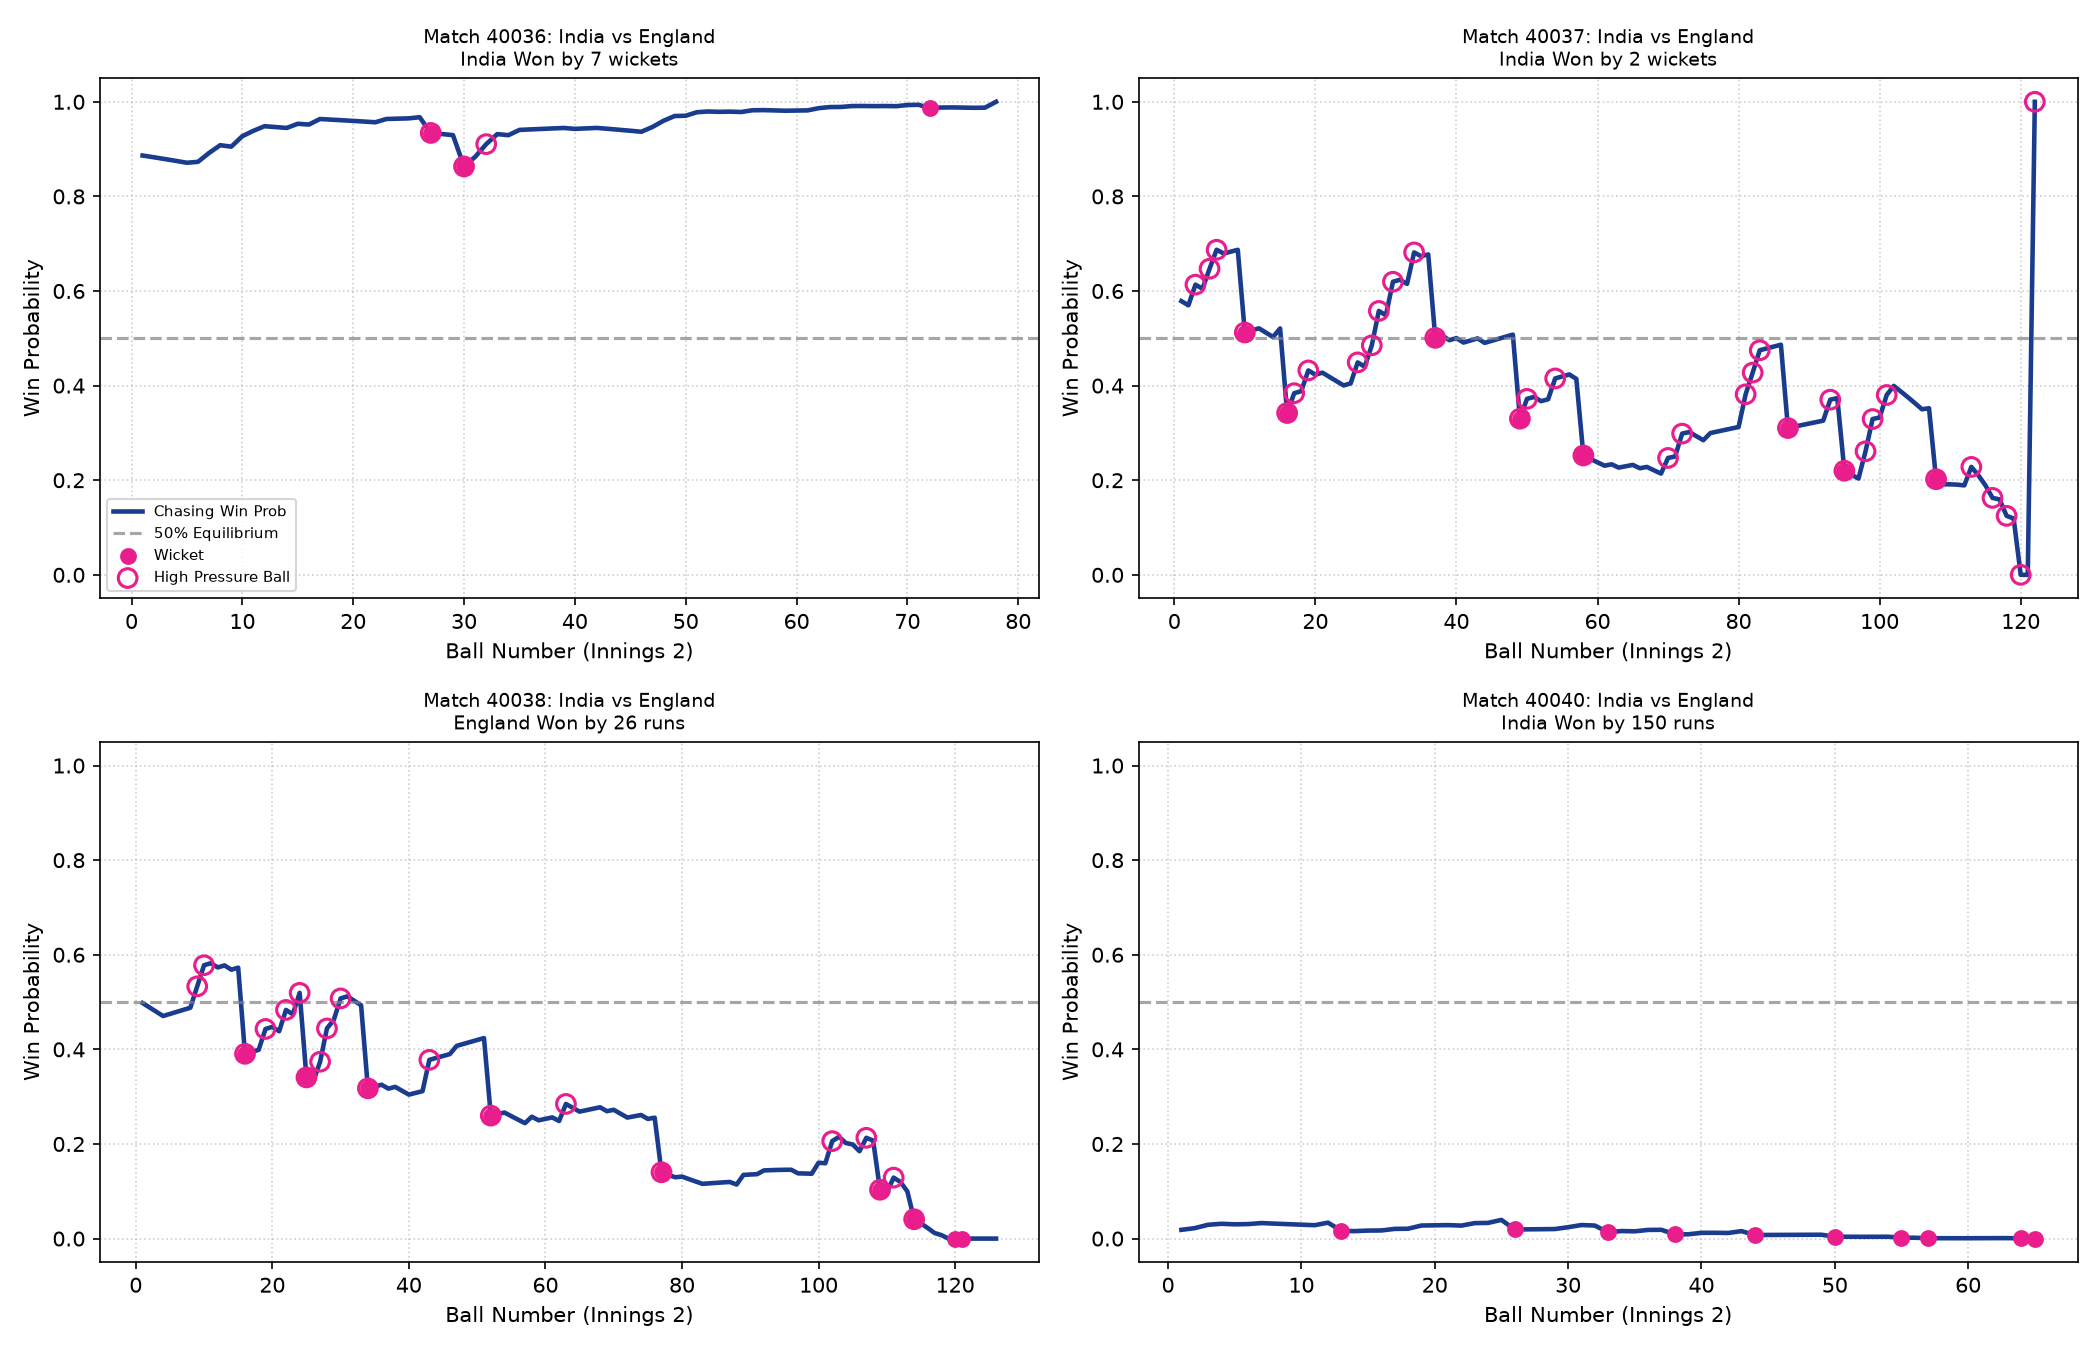 Match 40036: India vs England
India Won by 7 wickets
Win Probability
1.0
0.8
0.6
0.4
0.2
0.0
Chasing Win Prob
50% Equilibrium
Wicket
High Pressure Ball
0 10 20 30 40 50 60 70 80
Ball Number (Innings 2)
Match 40037: India vs England
India Won by 2 wickets
Win Probability
1.0
0.8
0.6
0.4
0.2
0.0
0 20 40 60 80 100 120
Ball Number (Innings 2)
Match 40038: India vs England
England Won by 26 runs
Win Probability
1.0
0.8
0.6
0.4
0.2
0.0
0 20 40 60 80 100 120
Ball Number (Innings 2)
Match 40040: India vs England
India Won by 150 runs
Win Probability
1.0
0.8
0.6
0.4
0.2
0.0
0 10 20 30 40 50 60
Ball Number (Innings 2)